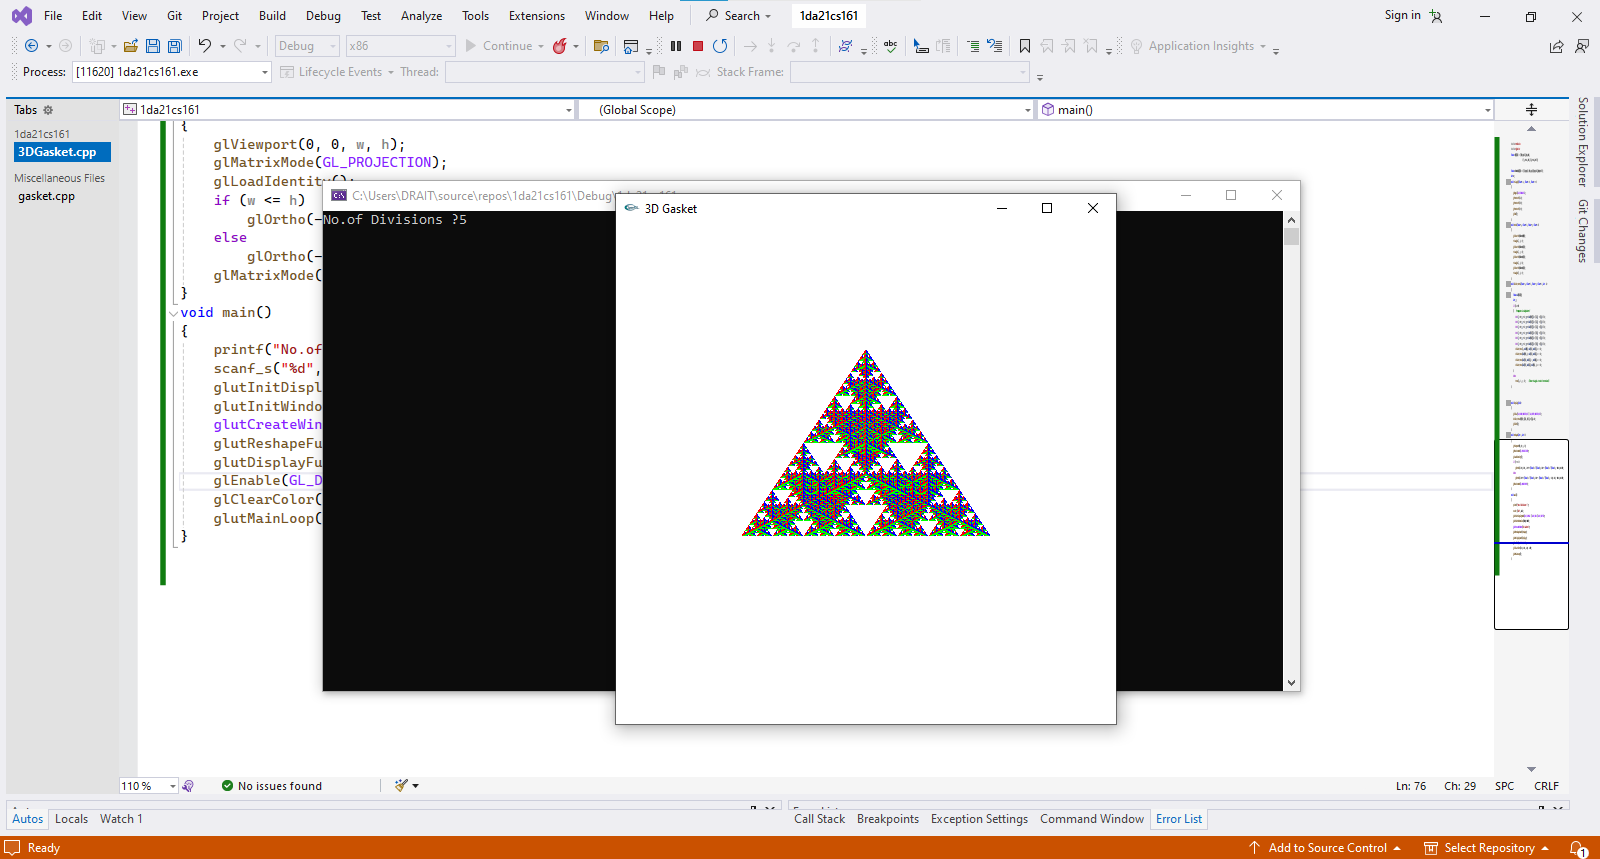 File Edit View Git Project Build Debug Test Analyze Tools Extensions Window Help Search 1da21cs161 Sign in
Debug x86 Continue abc Application Insights
Process: [11620] 1da21cs161.exe Lifecycle Events Thread: Stack Frame:
Tabs
1da21cs161 (Global Scope) main()
1da21cs161
3DGasket.cpp
Miscellaneous Files
gasket.cpp
{
glViewport(0, 0, w, h);
glMatrixMode(GL_PROJECTION);
glLoadIdentity();
if (w <= h)
glOrtho(-
else
glOrtho(-
glMatrixMode(
}
void main()
{
printf("No.of
scanf_s("%d",
glutInitDispl
glutInitWindo
glutCreateWin
glutReshapeFu
glutDisplayFu
glEnable(GL_D
glClearColor(
glutMainLoop(
}
C:\Users\DRAIT\source\repos\1da21cs161\Debug\1da21cs161
No.of Divisions ?5
3D Gasket
Solution Explorer
Git Changes
110 % No issues found Ln: 76 Ch: 29 SPC CRLF
Autos Locals Watch 1 Call Stack Breakpoints Exception Settings Command Window Error List
Ready Add to Source Control Select Repository 1